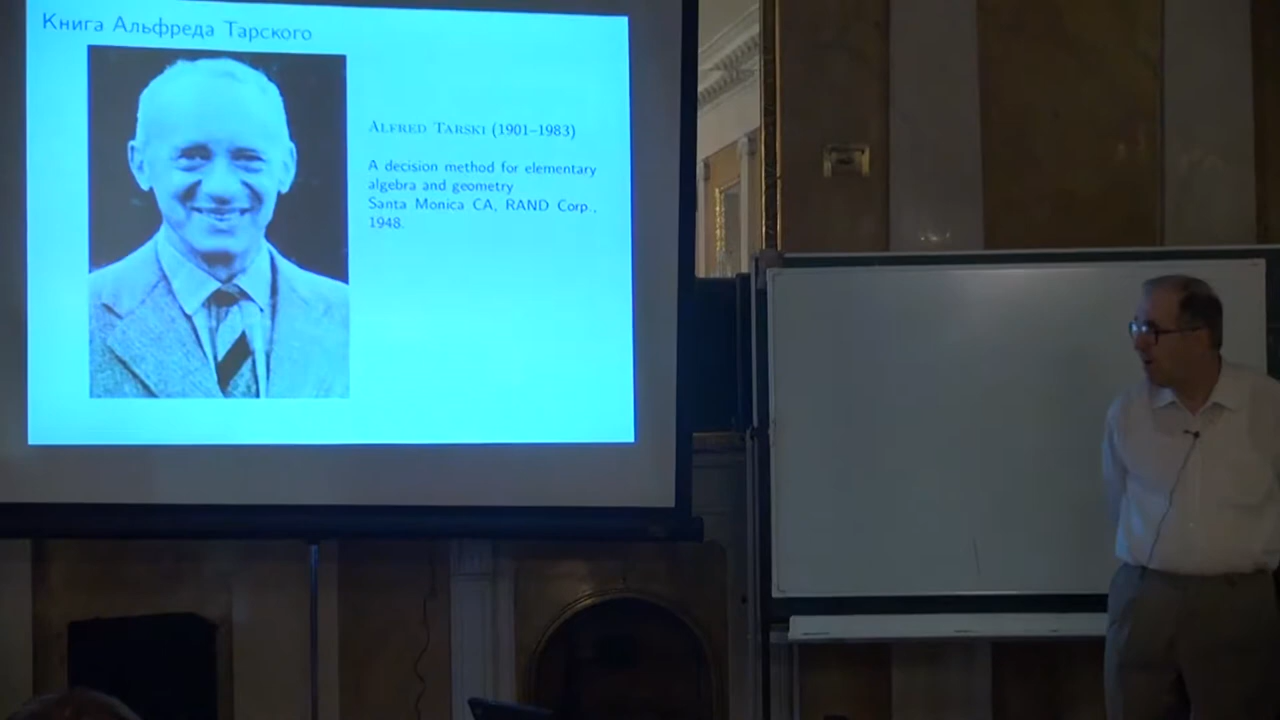 Книга Альфреда Тарского
ALFRED TARSKI (1901–1983)
A decision method for elementary
algebra and geometry
Santa Monica CA, RAND Corp.,
1948.